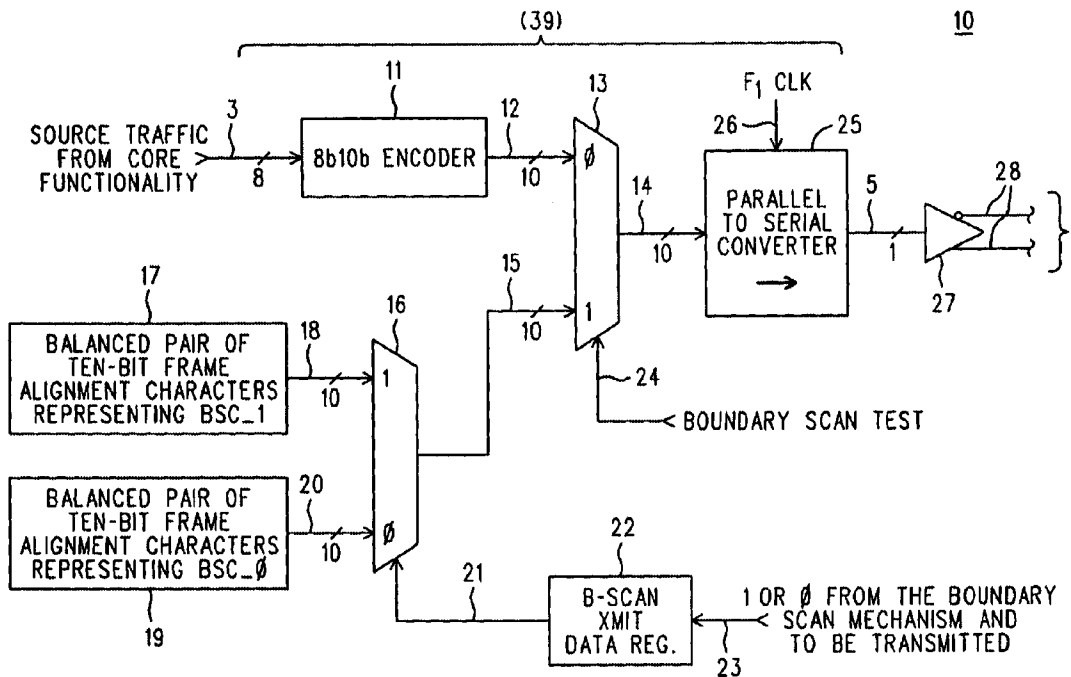 (39)
10
11
13
F1 CLK
3
12
26
25
SOURCE TRAFFIC
FROM CORE
FUNCTIONALITY
8
8b10b ENCODER
10
Ø
14
10
PARALLEL
TO SERIAL
CONVERTER
5
1
28
27
17
15
10
1
16
BALANCED PAIR OF
TEN-BIT FRAME
ALIGNMENT CHARACTERS
REPRESENTING BSC_1
18
10
1
24
BOUNDARY SCAN TEST
BALANCED PAIR OF
TEN-BIT FRAME
ALIGNMENT CHARACTERS
REPRESENTING BSC_Ø
20
10
Ø
19
21
22
B-SCAN
XMIT
DATA REG.
23
1 OR Ø FROM THE BOUNDARY
SCAN MECHANISM AND
TO BE TRANSMITTED